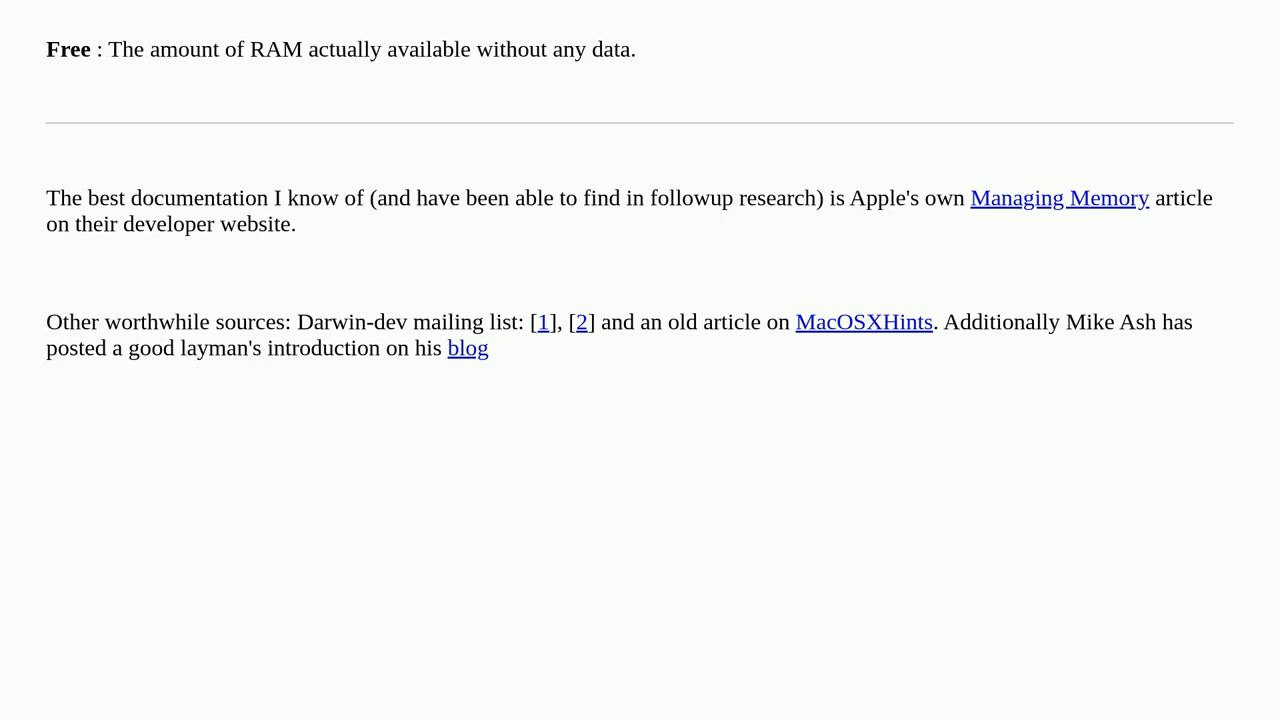 Free : The amount of RAM actually available without any data.
The best documentation I know of (and have been able to find in followup research) is Apple's own Managing Memory article
on their developer website.
Other worthwhile sources: Darwin-dev mailing list: [1], [2] and an old article on MacOSXHints. Additionally Mike Ash has
posted a good layman's introduction on his blog